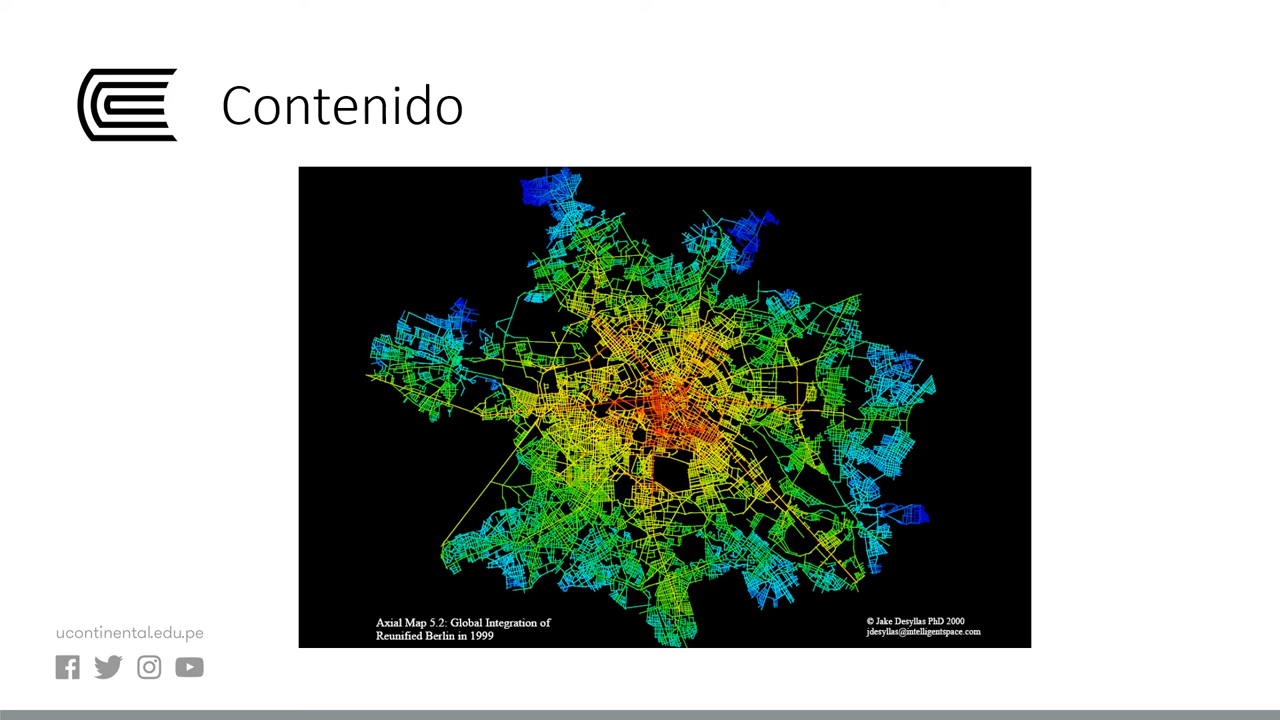 Contenido
Axial Map 5.2: Global Integration of
Reunified Berlin in 1999
© Jake Desyllas PhD 2000
jdesyllas@intelligentspace.com
ucontinental.edu.pe